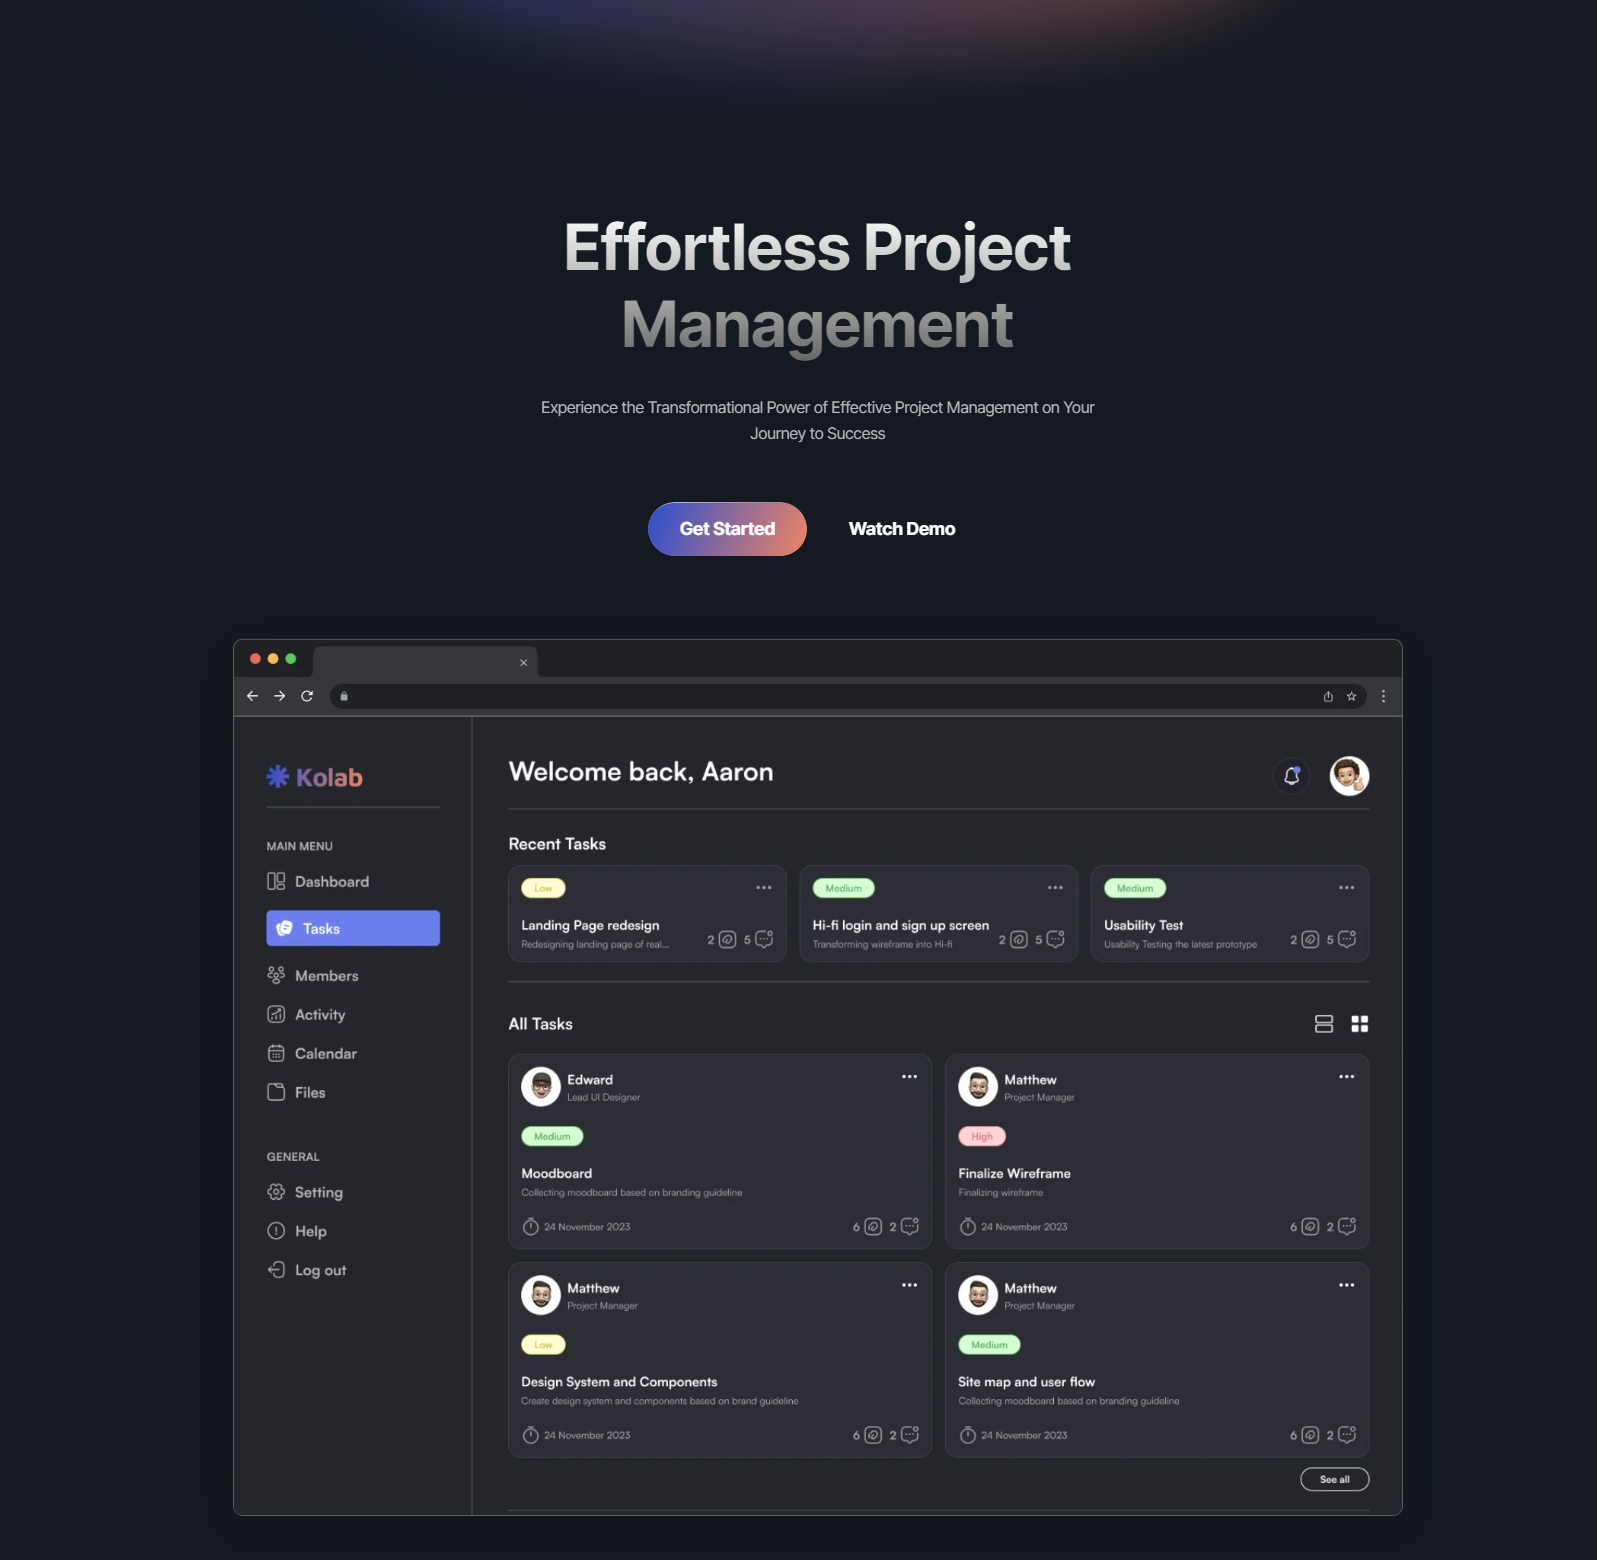 Effortless Project
Management
Experience the Transformational Power of Effective Project Management on Your
Journey to Success
Get Started
Watch Demo
Kolab
MAIN MENU
Dashboard
Tasks
Members
Activity
Calendar
Files
GENERAL
Setting
Help
Log out
Welcome back, Aaron
Recent Tasks
Low
Landing Page redesign
Redesigning landing page of real...
2 5
Medium
Hi-fi login and sign up screen
Transforming wireframe into Hi-fi
2 5
Medium
Usability Test
Usability Testing the latest prototype
2 5
All Tasks
Edward
Lead UI Designer
Medium
Moodboard
Collecting moodboard based on branding guideline
24 November 2023
6 2
Matthew
Project Manager
High
Finalize Wireframe
Finalizing wireframe
24 November 2023
6 2
Matthew
Project Manager
Low
Design System and Components
Create design system and components based on brand guideline
24 November 2023
6 2
Matthew
Project Manager
Medium
Site map and user flow
Collecting moodboard based on branding guideline
24 November 2023
6 2
See all